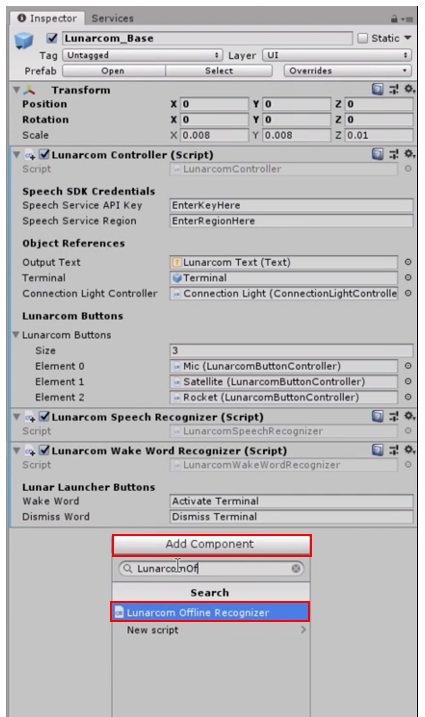 Inspector Services
Lunarcom_Base Static
Tag Untagged Layer UI
Prefab Open Select Overrides
Transform
Position X 0 Y 0 Z 0
Rotation X 0 Y 0 Z 0
Scale X 0.008 Y 0.008 Z 0.01
Lunarcom Controller (Script)
Script LunarcomController
Speech SDK Credentials
Speech Service API Key EnterKeyHere
Speech Service Region EnterRegionHere
Object References
Output Text Lunarcom Text (Text)
Terminal Terminal
Connection Light Controller Connection Light (ConnectionLightControlle
Lunarcom Buttons
Lunarcom Buttons
Size 3
Element 0 Mic (LunarcomButtonController)
Element 1 Satellite (LunarcomButtonController)
Element 2 Rocket (LunarcomButtonController)
Lunarcom Speech Recognizer (Script)
Script LunarcomSpeechRecognizer
Lunarcom Wake Word Recognizer (Script)
Script LunarcomWakeWordRecognizer
Lunar Launcher Buttons
Wake Word Activate Terminal
Dismiss Word Dismiss Terminal
Add Component
LunarcomOf
Search
Lunarcom Offline Recognizer
New script